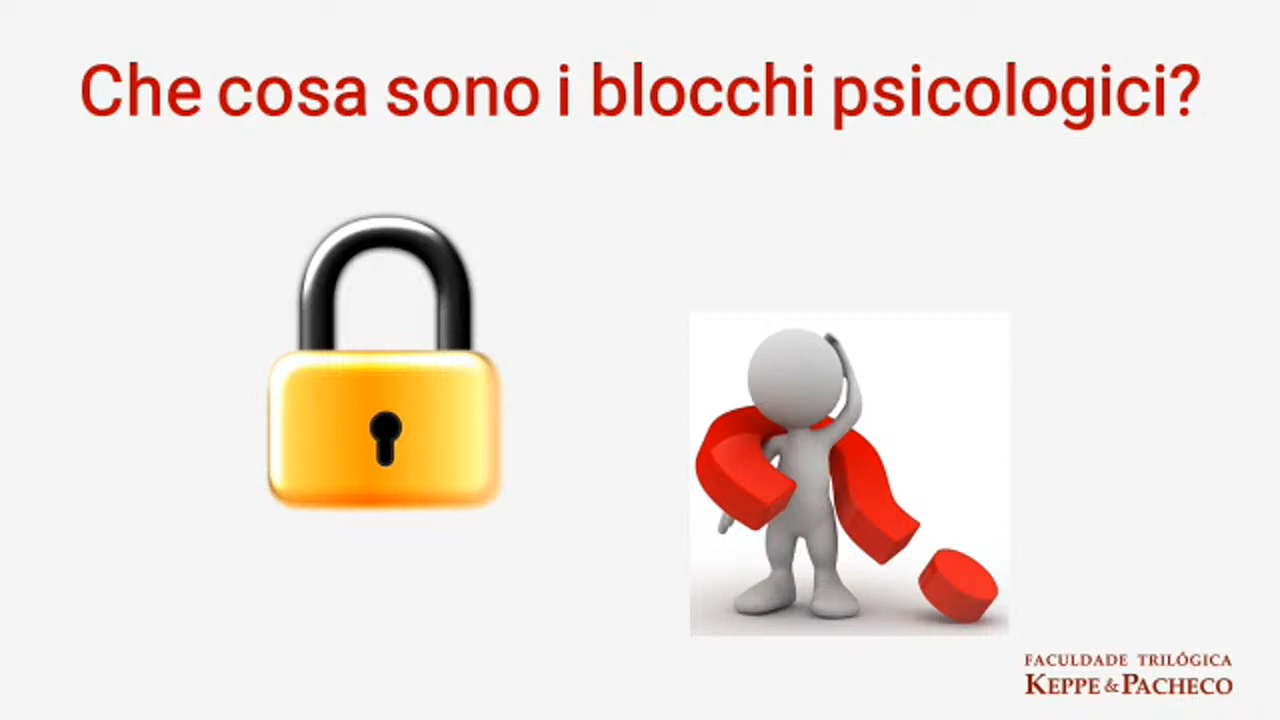 Che cosa sono i blocchi psicologici?
FACULDADE TRILÓGICA
KEPPE & PACHECO